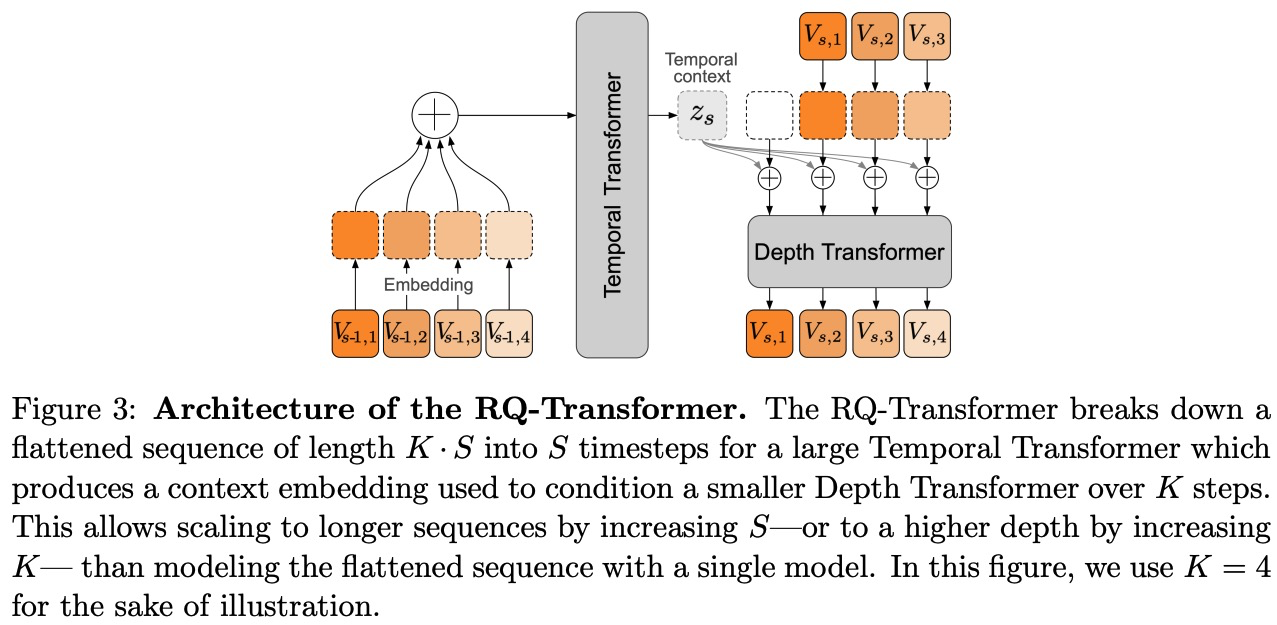 V_{s,1} V_{s,2} V_{s,3}
Temporal
context
z_s
Temporal Transformer
Depth Transformer
Embedding
V_{s-1,1} V_{s-1,2} V_{s-1,3} V_{s-1,4}
V_{s,1} V_{s,2} V_{s,3} V_{s,4}
Figure 3: Architecture of the RQ-Transformer. The RQ-Transformer breaks down a
flattened sequence of length K · S into S timesteps for a large Temporal Transformer which
produces a context embedding used to condition a smaller Depth Transformer over K steps.
This allows scaling to longer sequences by increasing S—or to a higher depth by increasing
K— than modeling the flattened sequence with a single model. In this figure, we use K = 4
for the sake of illustration.